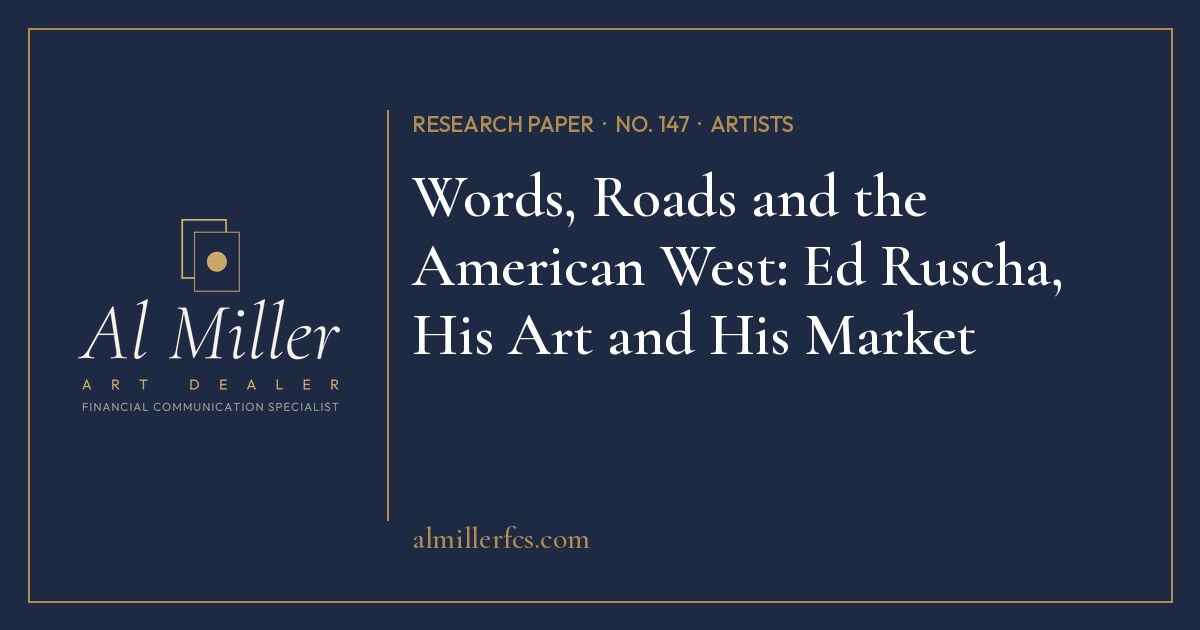 Al Miller
ART DEALER
FINANCIAL COMMUNICATION SPECIALIST
RESEARCH PAPER · NO. 147 · ARTISTS
Words, Roads and the
American West: Ed Ruscha,
His Art and His Market
almillerfcs.com